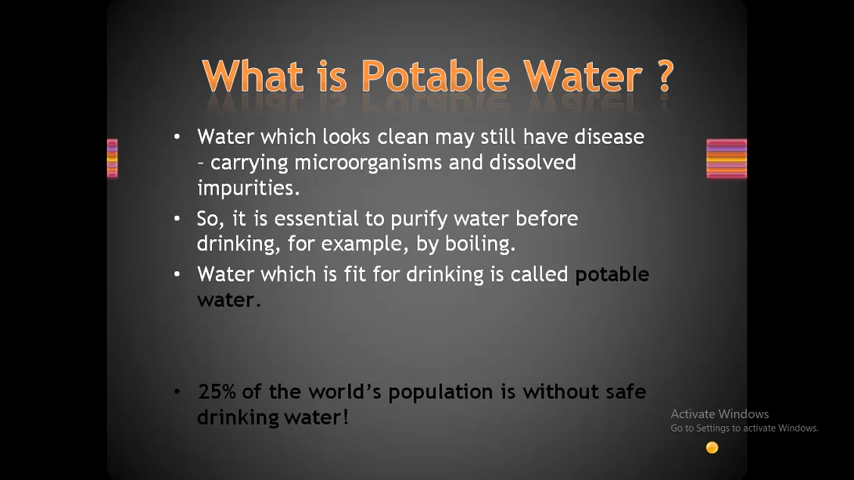 What is Potable Water ?
• Water which looks clean may still have disease
– carrying microorganisms and dissolved
impurities.
• So, it is essential to purify water before
drinking, for example, by boiling.
• Water which is fit for drinking is called potable
water.
• 25% of the world's population is without safe
drinking water!
Activate Windows
Go to Settings to activate Windows.